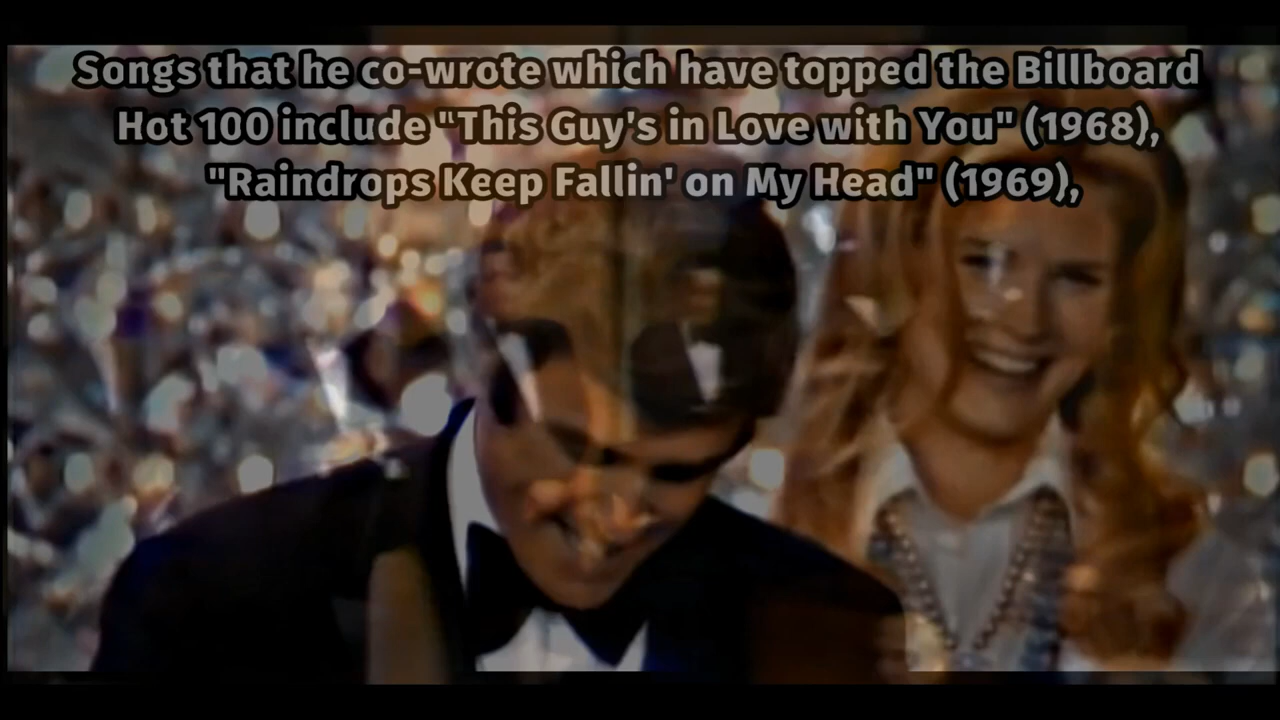 Songs that he co-wrote which have topped the Billboard
Hot 100 include "This Guy's in Love with You" (1968),
"Raindrops Keep Fallin' on My Head" (1969),